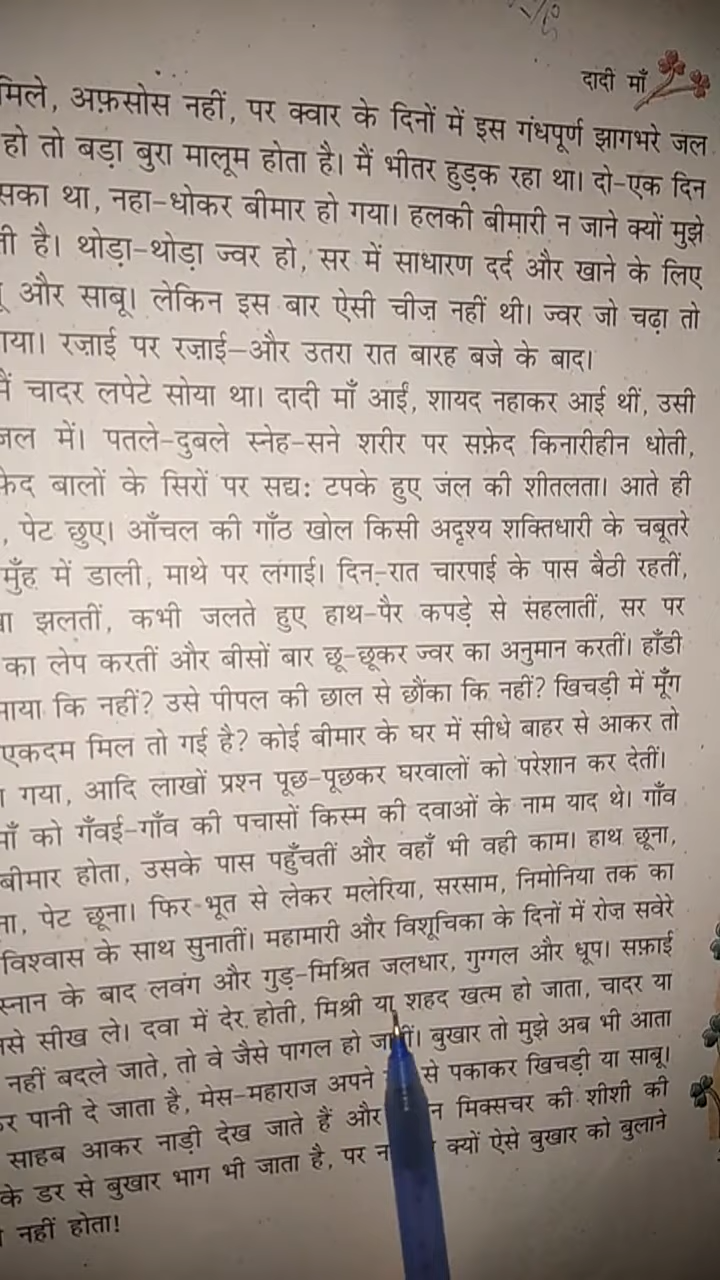 दादी माँ
मिले, अफ़सोस नहीं, पर क्वार के दिनों में इस गंधपूर्ण झागभरे जल
हो तो बड़ा बुरा मालूम होता है। मैं भीतर हुड़क रहा था। दो-एक दिन
सका था, नहा-धोकर बीमार हो गया। हलकी बीमारी न जाने क्यों मुझे
है। थोड़ा-थोड़ा ज्वर हो, सर में साधारण दर्द और खाने के लिए
और साबू। लेकिन इस बार ऐसी चीज़ नहीं थी। ज्वर जो चढ़ा तो
रज़ाई पर रज़ाई—और उतरा रात बारह बजे के बाद।
चादर लपेटे सोया था। दादी माँ आईं, शायद नहाकर आई थीं, उसी
जल में। पतले-दुबले स्नेह-सने शरीर पर सफ़ेद किनारीहीन धोती,
बालों के सिरों पर सद्य: टपके हुए जल की शीतलता। आते ही
, पेट छुए। आँचल की गाँठ खोल किसी अदृश्य शक्तिधारी के चबूतरे
मुँह में डाली, माथे पर लगाई। दिन-रात चारपाई के पास बैठी रहतीं,
झलतीं, कभी जलते हुए हाथ-पैर कपड़े से सहलातीं, सर पर
का लेप करतीं और बीसों बार छू-छूकर ज्वर का अनुमान करतीं। हाँडी
कि नहीं? उसे पीपल की छाल से छौंका कि नहीं? खिचड़ी में मूँग
एकदम मिल तो गई है? कोई बीमार के घर में सीधे बाहर से आकर तो
गया, आदि लाखों प्रश्न पूछ-पूछकर घरवालों को परेशान कर देतीं।
को गँवई-गाँव की पचासों किस्म की दवाओं के नाम याद थे। गाँव
बीमार होता, उसके पास पहुँचतीं और वहाँ भी वही काम। हाथ छूना,
पेट छूना। फिर भूत से लेकर मलेरिया, सरसाम, निमोनिया तक का
विश्वास के साथ सुनातीं। महामारी और विशूचिका के दिनों में रोज़ सवेरे
स्नान के बाद लवंग और गुड़-मिश्रित जलधार, गुग्गल और धूप। सफ़ाई
सीख ले। दवा में देर होती, मिश्री या शहद खत्म हो जाता, चादर या
नहीं बदले जाते, तो वे जैसे पागल हो बुखार तो मुझे अब भी आता
पानी दे जाता है, मेस-महाराज अपने से पकाकर खिचड़ी या साबू।
साहब आकर नाड़ी देख जाते हैं और मिक्सचर की शीशी की
के डर से बुखार भाग भी जाता है, पर क्यों ऐसे बुखार को बुलाने
नहीं होता!